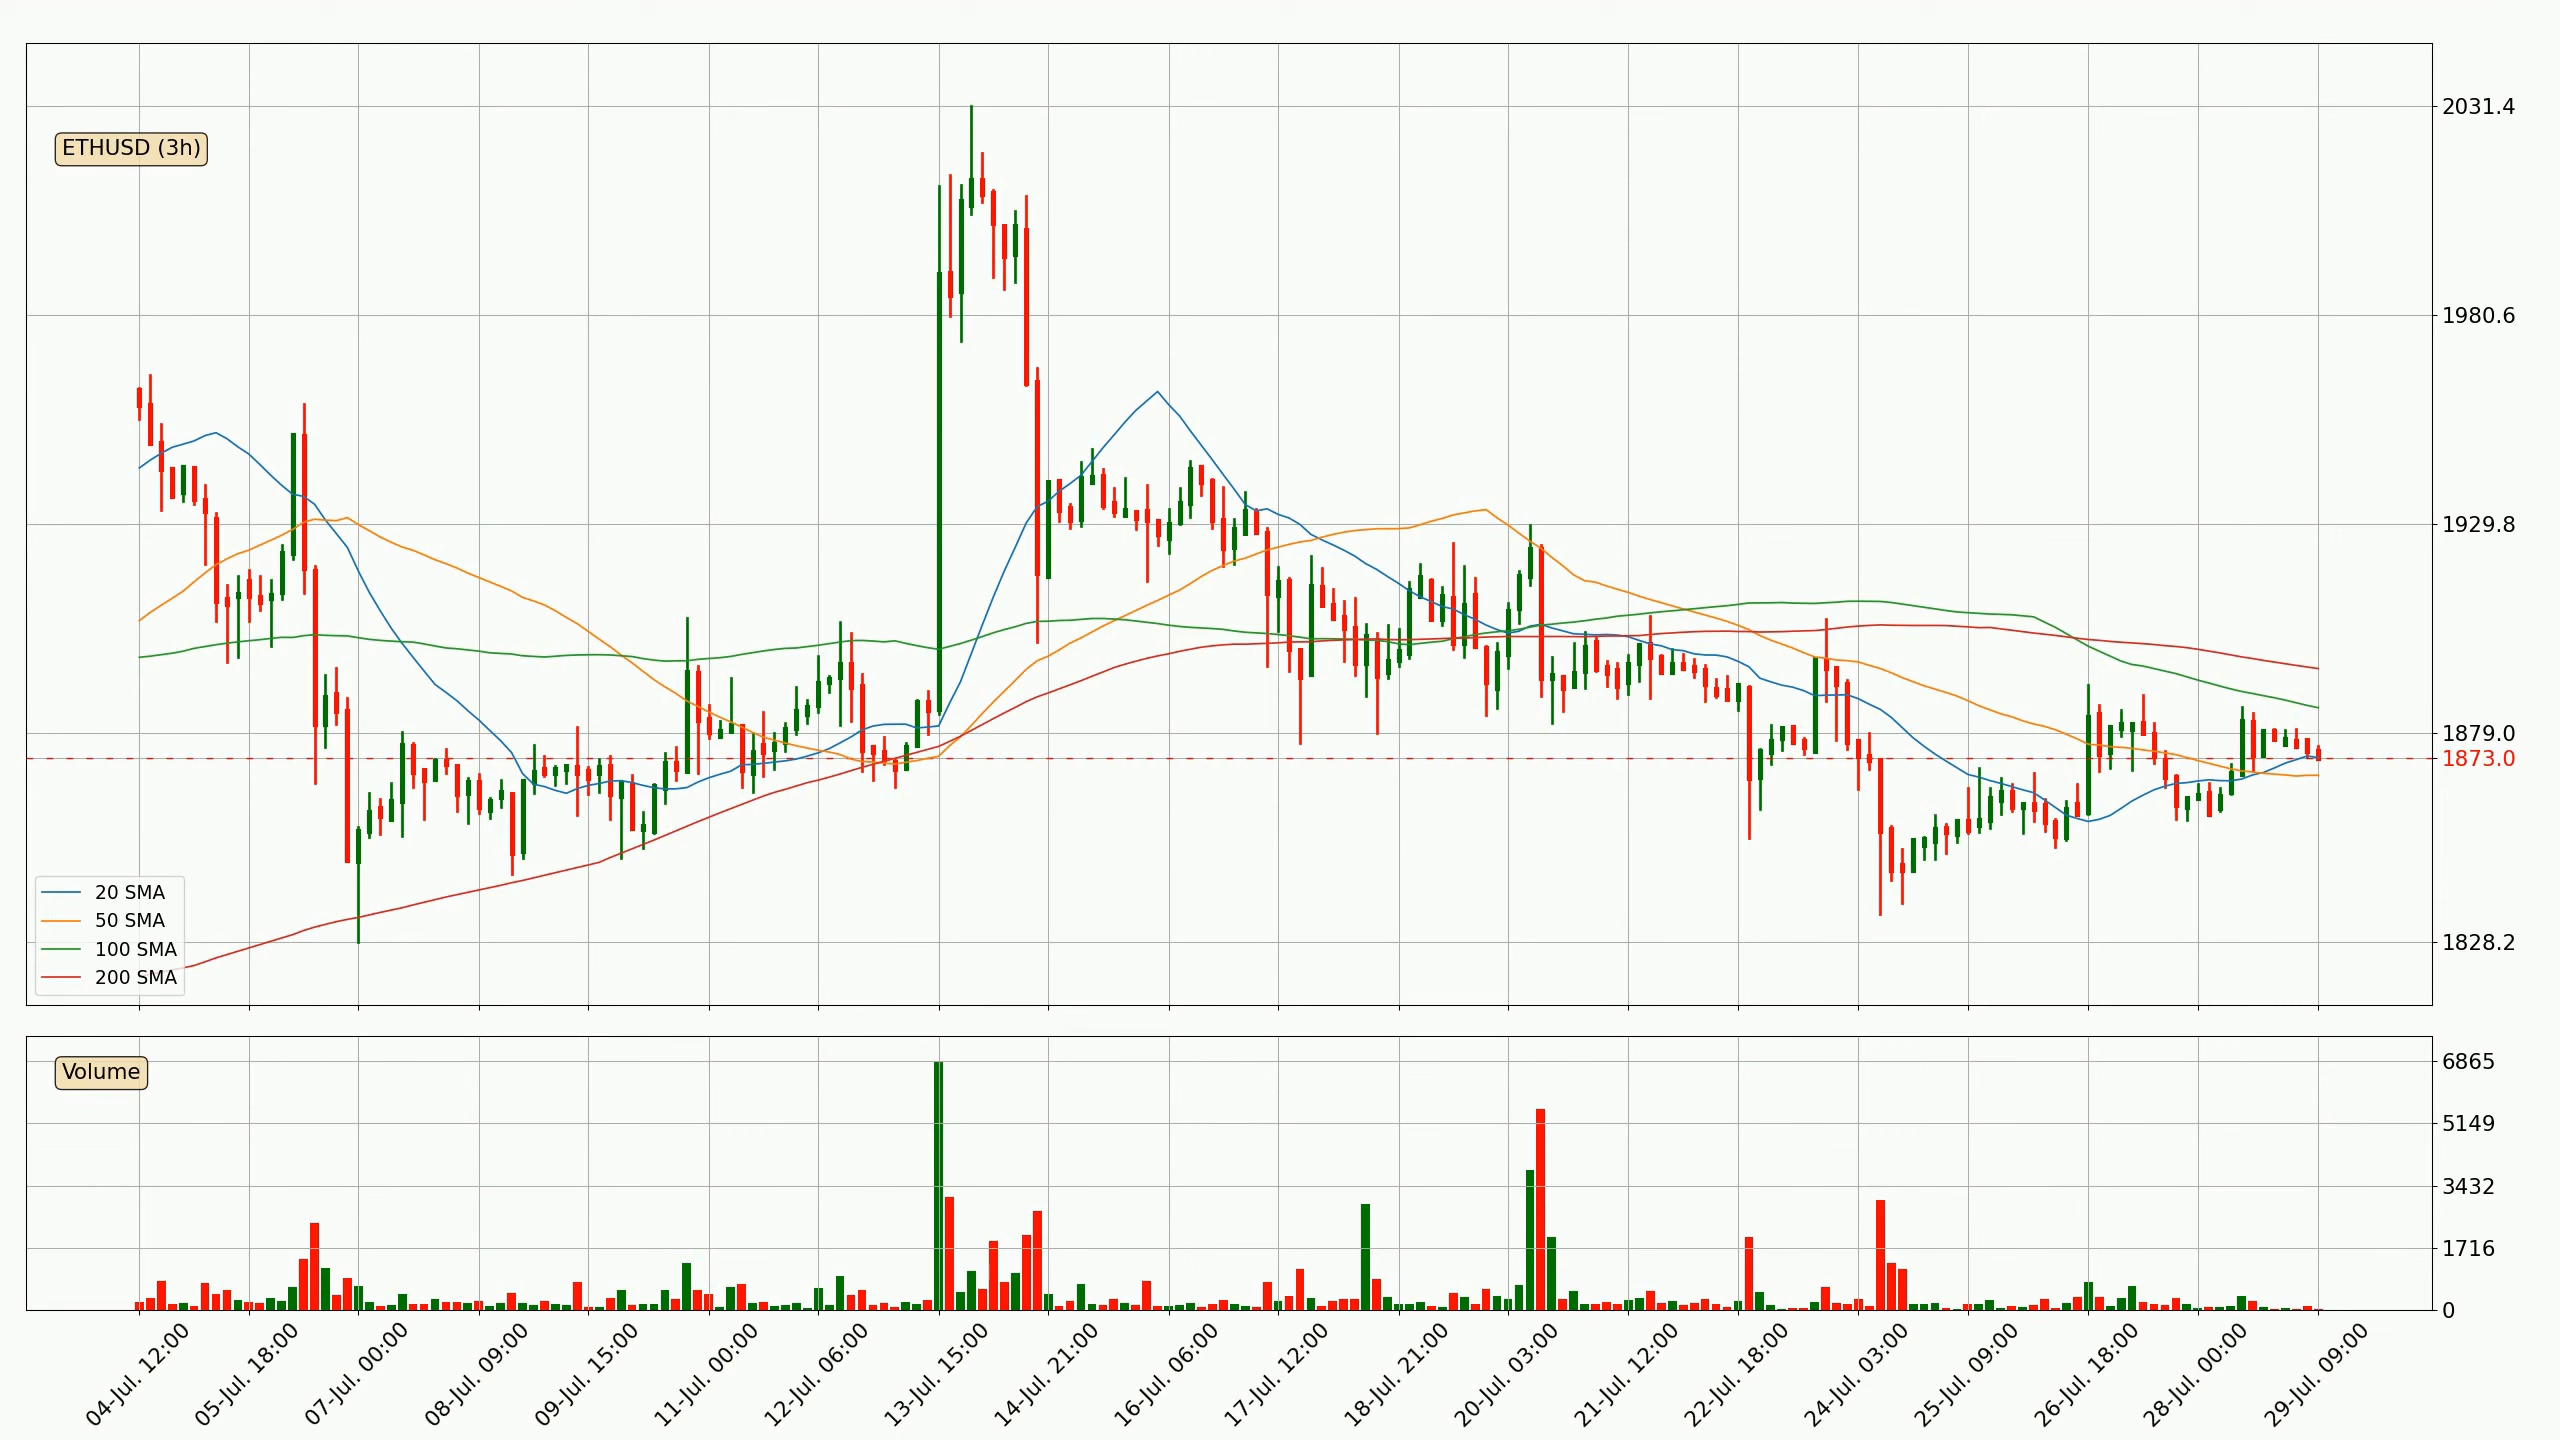 ETHUSD (3h)
2031.4
1980.6
1929.8
1879.0
1873.0
1828.2
20 SMA
50 SMA
100 SMA
200 SMA
Volume
6865
5149
3432
1716
0
04-Jul. 12:00
05-Jul. 18:00
07-Jul. 00:00
08-Jul. 09:00
09-Jul. 15:00
11-Jul. 00:00
12-Jul. 06:00
13-Jul. 15:00
14-Jul. 21:00
16-Jul. 06:00
17-Jul. 12:00
18-Jul. 21:00
20-Jul. 03:00
21-Jul. 12:00
22-Jul. 18:00
24-Jul. 03:00
25-Jul. 09:00
26-Jul. 18:00
28-Jul. 00:00
29-Jul. 09:00